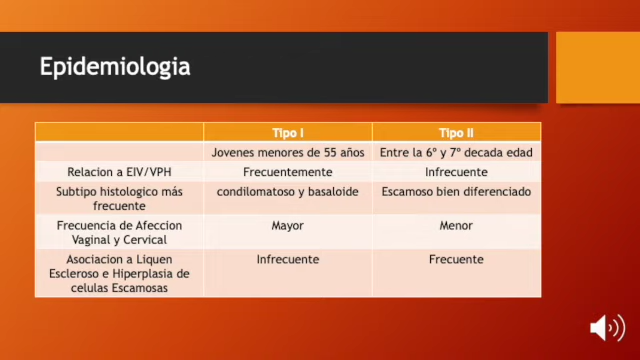 Epidemiologia
Tipo I Tipo II
Jovenes menores de 55 años Entre la 6º y 7º decada edad
Relacion a EIV/VPH Frecuentemente Infrecuente
Subtipo histologico más condilomatoso y basaloide Escamoso bien diferenciado
frecuente
Frecuencia de Afeccion Mayor Menor
Vaginal y Cervical
Asociacion a Liquen Infrecuente Frecuente
Escleroso e Hiperplasia de
celulas Escamosas